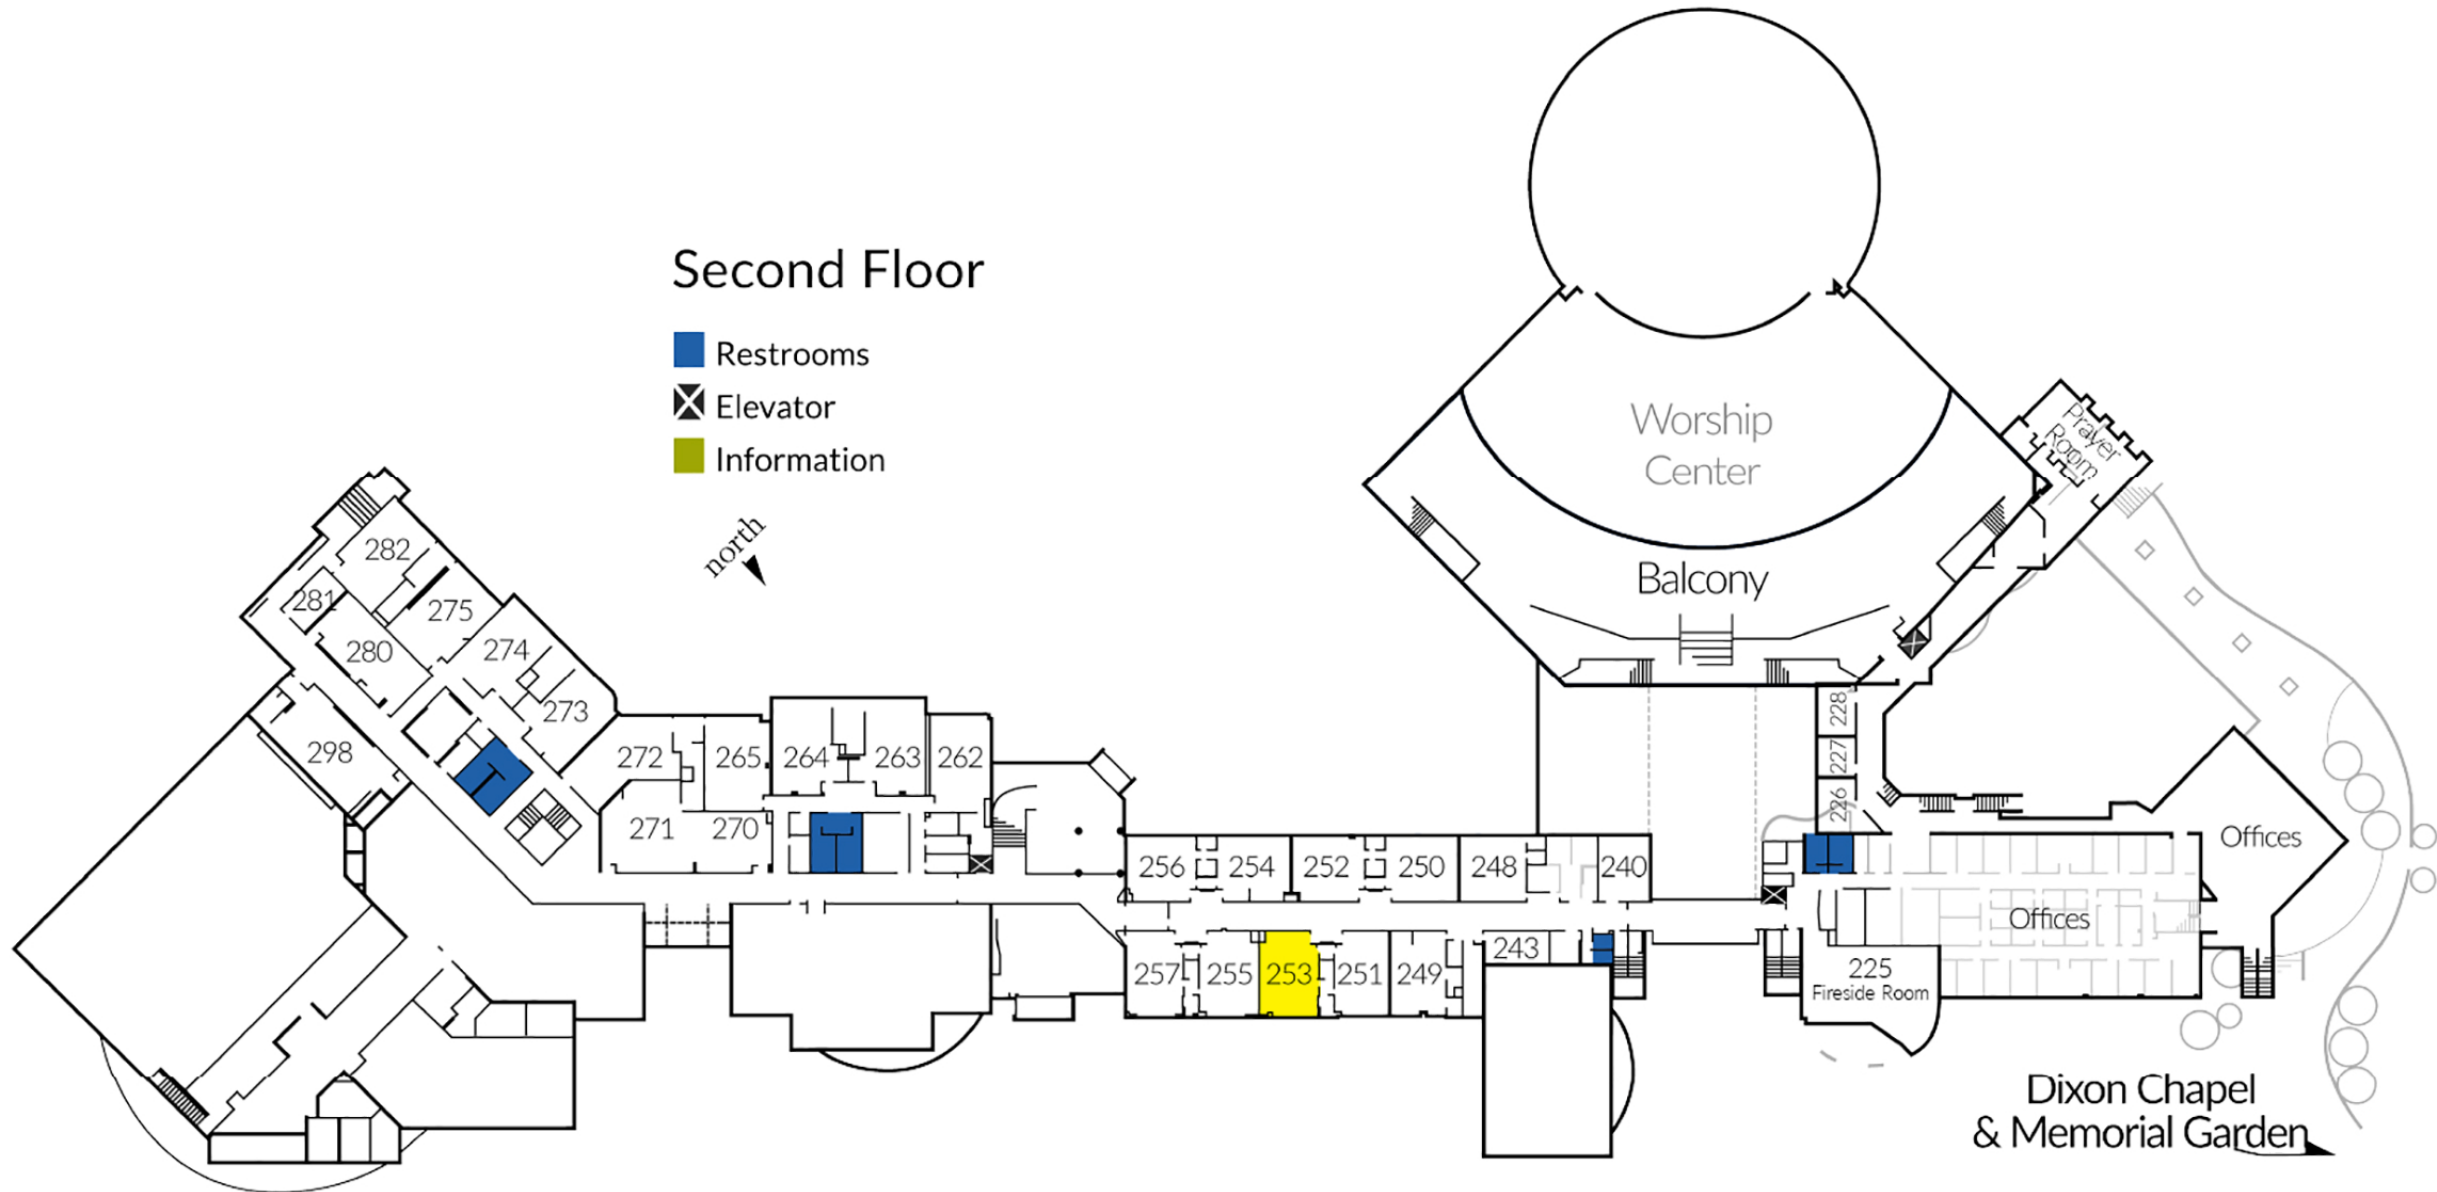 Second Floor
Restrooms
Elevator
Information
north
Worship
Center
Balcony
Prayer
Room
282
281
275
280
274
273
298
272
265
264
263
262
271
270
256
254
252
250
248
240
257
255
253
251
249
243
228
227
226
225
Fireside Room
Offices
Offices
Dixon Chapel
& Memorial Garden